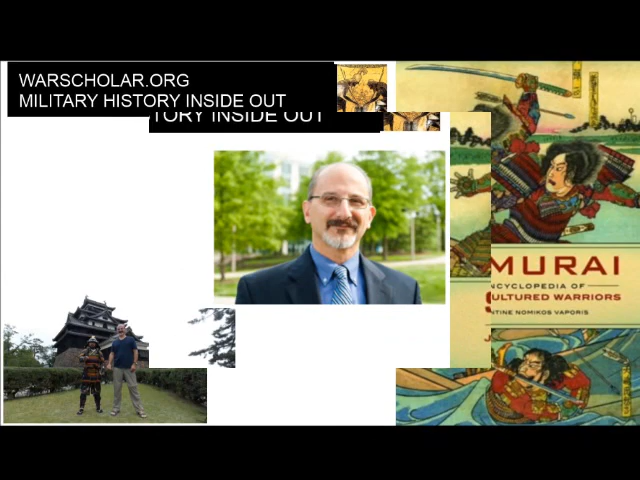 WARSCHOLAR.ORG
MILITARY HISTORY INSIDE OUT
TORY INSIDE OUT
MURAI
NCYCLOPEDIA OF
ULTURED WARRIORS
NTINE NOMIKOS VAPORIS